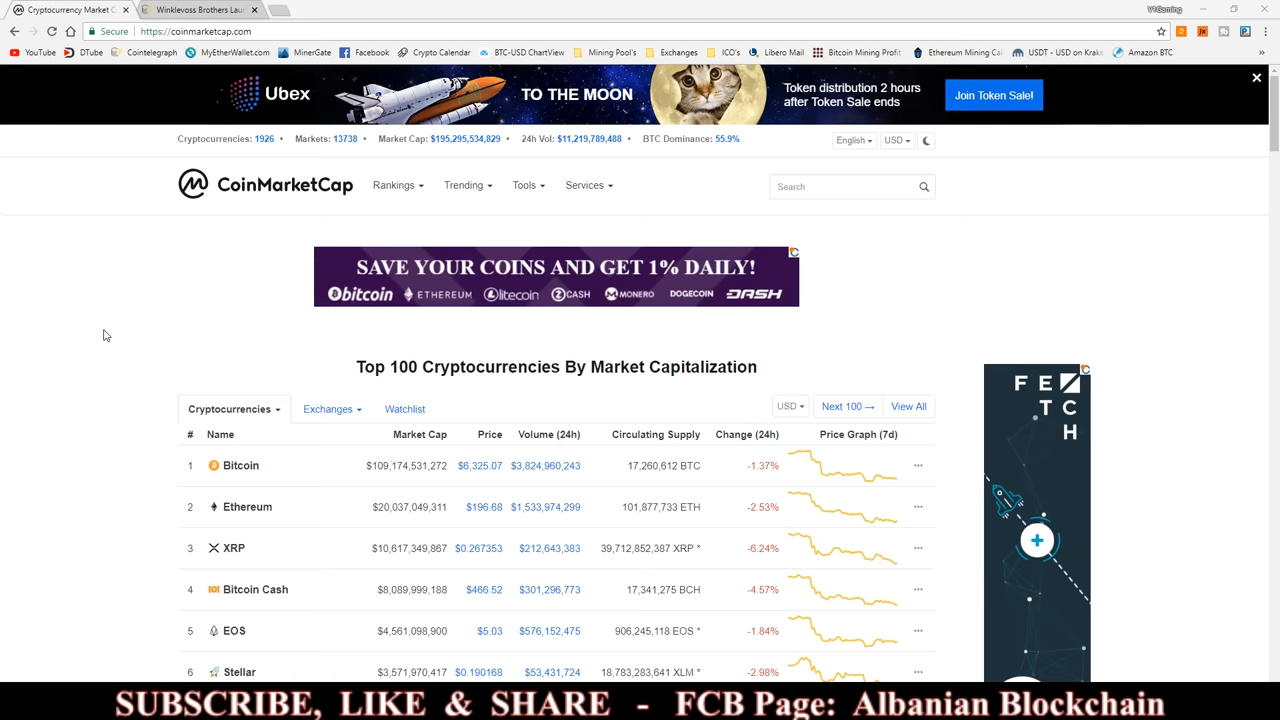 Cryptocurrency Market C
Winklevoss Brothers Lau
V1Gaming
Secure
https://coinmarketcap.com
YouTube
DTube
Cointelegraph
MyEtherWallet.com
MinerGate
Facebook
Crypto Calendar
BTC-USD ChartView
Mining Pool's
Exchanges
ICO's
Libero Mail
Bitcoin Mining Profit
Ethereum Mining Cal
USDT - USD on Krak
Amazon BTC
Ubex
TO THE MOON
Token distribution 2 hours
after Token Sale ends
Join Token Sale!
Cryptocurrencies: 1926 • Markets: 13738 • Market Cap: $195,295,534,829 • 24h Vol: $11,219,789,488 • BTC Dominance: 55.9%
English
USD
CoinMarketCap
Rankings
Trending
Tools
Services
Search
SAVE YOUR COINS AND GET 1% DAILY!
bitcoin ETHEREUM litecoin ZCASH MONERO DOGECOIN DASH
Top 100 Cryptocurrencies By Market Capitalization
Cryptocurrencies
Exchanges
Watchlist
USD
Next 100 →
View All
# Name Market Cap Price Volume (24h) Circulating Supply Change (24h) Price Graph (7d)
1 Bitcoin $109,174,531,272 $6,325.07 $3,824,960,243 17,260,612 BTC -1.37%
2 Ethereum $20,037,049,311 $196.68 $1,533,974,299 101,877,733 ETH -2.53%
3 XRP $10,617,349,867 $0.267353 $212,643,383 39,712,852,387 XRP * -6.24%
4 Bitcoin Cash $8,089,999,188 $466.52 $301,296,773 17,341,275 BCH -4.57%
5 EOS $4,561,098,900 $5.03 $576,152,475 906,245,118 EOS * -1.84%
6 Stellar $3,571,970,417 $0.190168 $53,431,724 18,783,283,641 XLM * -2.98%
FE
TC
H
SUBSCRIBE, LIKE & SHARE - FCB Page: Albanian Blockchain